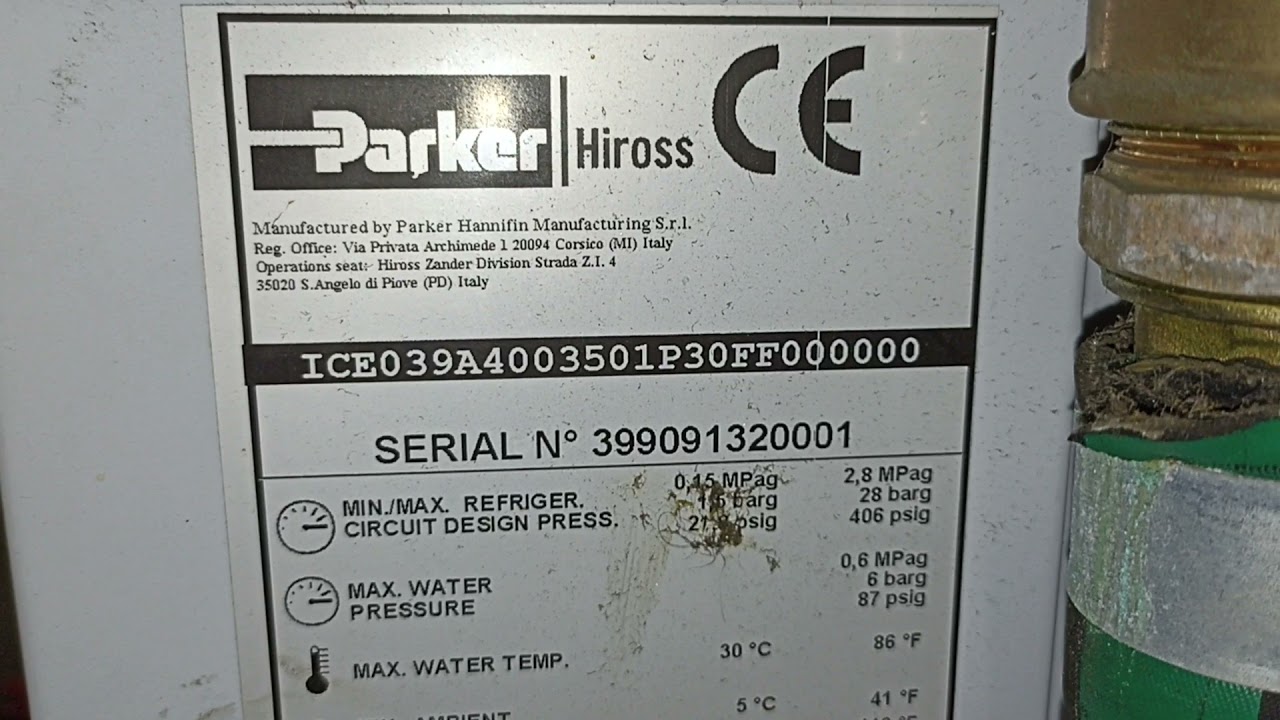 Parker Hiross CE
Manufactured by Parker Hannifin Manufacturing S.r.l.
Reg. Office: Via Privata Archimede 1 20094 Corsico (MI) Italy
Operations seat: Hiross Zander Division Strada Z.I. 4
35020 S.Angelo di Piove (PD) Italy
ICE039A4003501P30FF000000
SERIAL N° 399091320001
MIN./MAX. REFRIGER. 0,15 MPag 2,8 MPag
barg 28 barg
CIRCUIT DESIGN PRESS. psig 406 psig
0,6 MPag
MAX. WATER 6 barg
PRESSURE 87 psig
MAX. WATER TEMP. 30 °C 86 °F
5 °C 41 °F
AMBIENT